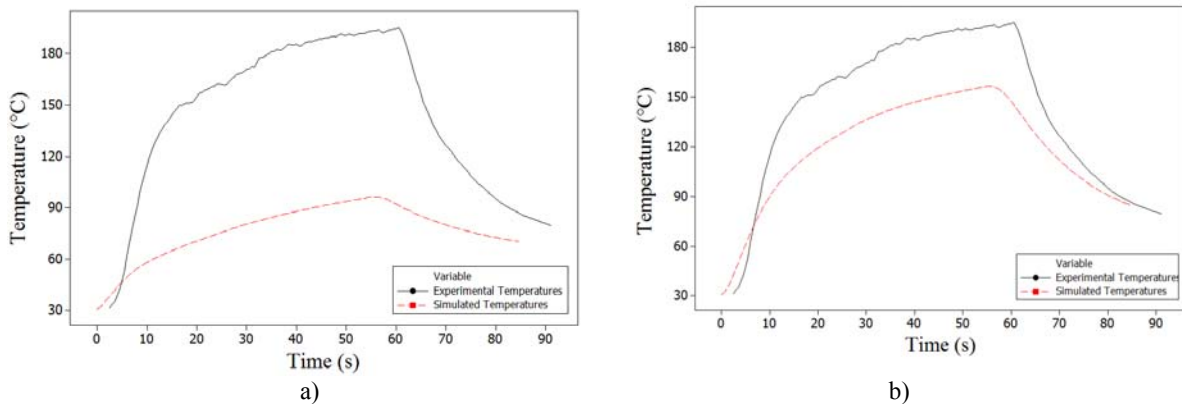 Temperature (°C)
180
150
120
90
60
30
0 10 20 30 40 50 60 70 80 90
Time (s)
Variable
Experimental Temperatures
Simulated Temperatures
a)
Temperature (°C)
180
150
120
90
60
30
0 10 20 30 40 50 60 70 80 90
Time (s)
Variable
Experimental Temperatures
Simulated Temperatures
b)